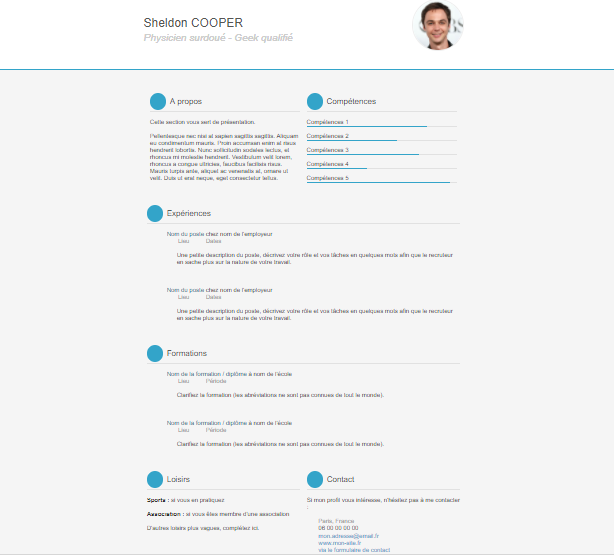 Sheldon COOPER
Physicien surdoué - Geek qualifié
A propos
Cette section vous sert de présentation.
Pellentesque nec nisl at sapien sagittis sagittis. Aliquam
eu condimentum mauris. Proin accumsan enim at risus
hendrerit lobortis. Nunc sollicitudin sodales lectus, et
rhoncus mi molestie hendrerit. Vestibulum velit lorem,
rhoncus a congue ultricies, faucibus facilisis risus.
Mauris turpis ante, aliquet ac venenatis at, ornare ut
velit. Duis ut erat neque, eget consectetur tellus.
Compétences
Compétences 1
Compétences 2
Compétences 3
Compétences 4
Compétences 5
Expériences
Nom du poste chez nom de l'employeur
Lieu Dates
Une petite description du poste, décrivez votre rôle et vos tâches en quelques mots afin que le recruteur
en sache plus sur la nature de votre travail.
Nom du poste chez nom de l'employeur
Lieu Dates
Une petite description du poste, décrivez votre rôle et vos tâches en quelques mots afin que le recruteur
en sache plus sur la nature de votre travail.
Formations
Nom de la formation / diplôme à nom de l'école
Lieu Période
Clarifiez la formation (les abréviations ne sont pas connues de tout le monde).
Nom de la formation / diplôme à nom de l'école
Lieu Période
Clarifiez la formation (les abréviations ne sont pas connues de tout le monde).
Loisirs
Sports : si vous en pratiquez
Association : si vous êtes membre d'une association
D'autres loisirs plus vagues, complétez ici.
Contact
Si mon profil vous intéresse, n'hésitez pas à me contacter
:
Paris, France
06 00 00 00 00
mon.adresse@email.fr
www.mon-site.fr
via le formulaire de contact